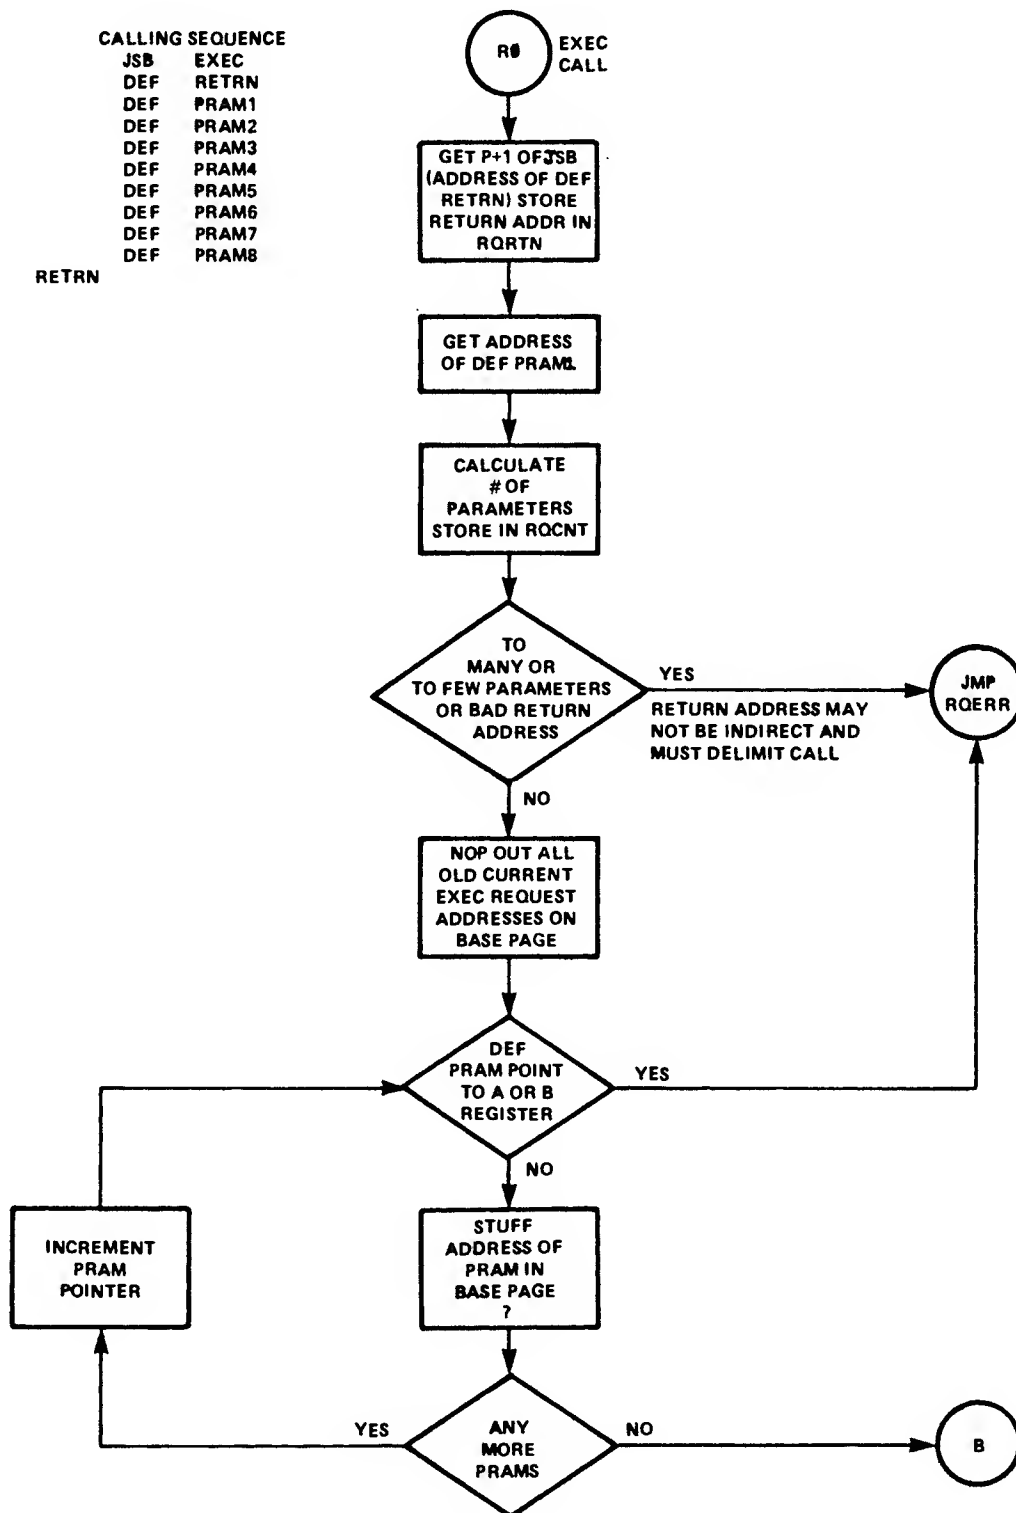 CALLING SEQUENCE
JSB EXEC
DEF RETRN
DEF PRAM1
DEF PRAM2
DEF PRAM3
DEF PRAM4
DEF PRAM5
DEF PRAM6
DEF PRAM7
DEF PRAM8
RETRN
R0
EXEC
CALL
GET P+1 OF JSB
(ADDRESS OF DEF
RETRN) STORE
RETURN ADDR IN
RQRTN
GET ADDRESS
OF DEF PRAM1.
CALCULATE
# OF
PARAMETERS
STORE IN RQCNT
TO
MANY OR
TO FEW PARAMETERS
OR BAD RETURN
ADDRESS
YES
RETURN ADDRESS MAY
NOT BE INDIRECT AND
MUST DELIMIT CALL
JMP
RQERR
NO
NOP OUT ALL
OLD CURRENT
EXEC REQUEST
ADDRESSES ON
BASE PAGE
DEF
PRAM POINT
TO A OR B
REGISTER
YES
NO
INCREMENT
PRAM
POINTER
STUFF
ADDRESS OF
PRAM IN
BASE PAGE
?
YES
ANY
MORE
PRAMS
NO
B